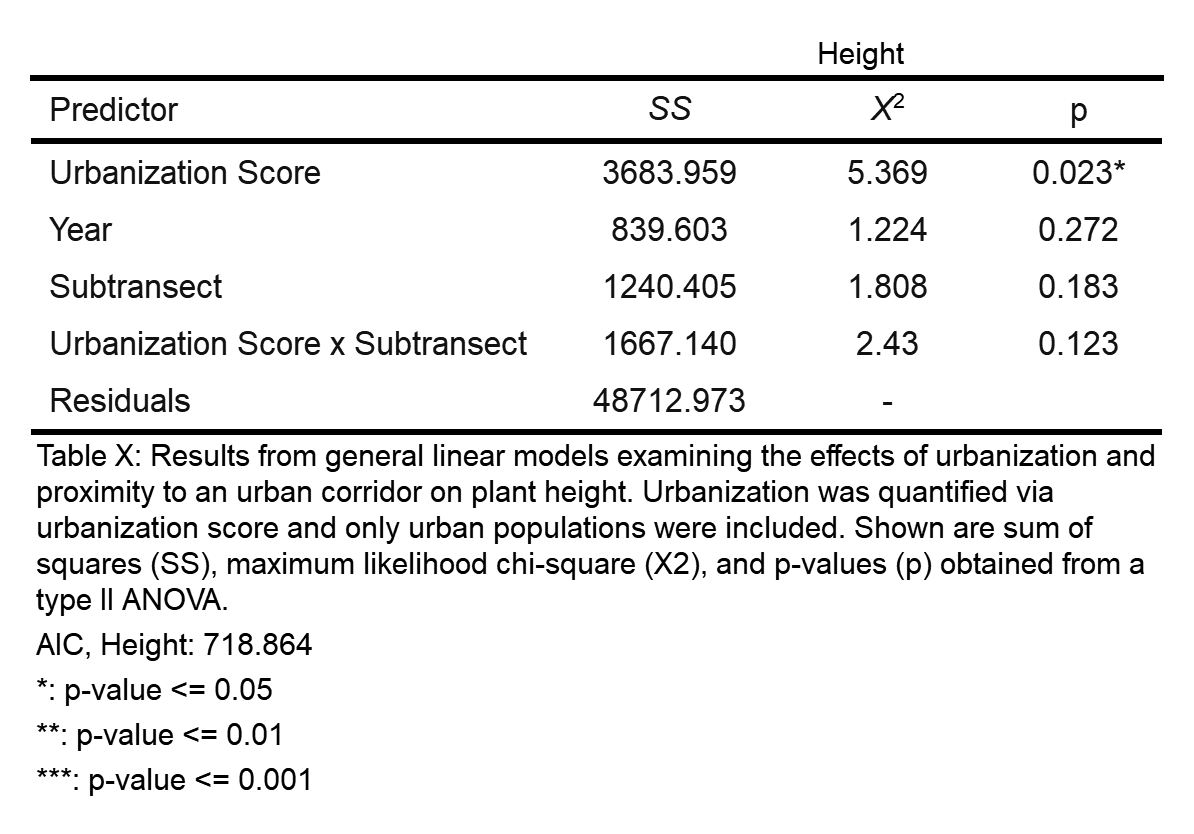 Height
Predictor SS X² p
Urbanization Score 3683.959 5.369 0.023*
Year 839.603 1.224 0.272
Subtransect 1240.405 1.808 0.183
Urbanization Score x Subtransect 1667.140 2.43 0.123
Residuals 48712.973 -
Table X: Results from general linear models examining the effects of urbanization and
proximity to an urban corridor on plant height. Urbanization was quantified via
urbanization score and only urban populations were included. Shown are sum of
squares (SS), maximum likelihood chi-square (X2), and p-values (p) obtained from a
type II ANOVA.
AIC, Height: 718.864
*: p-value <= 0.05
**: p-value <= 0.01
***: p-value <= 0.001